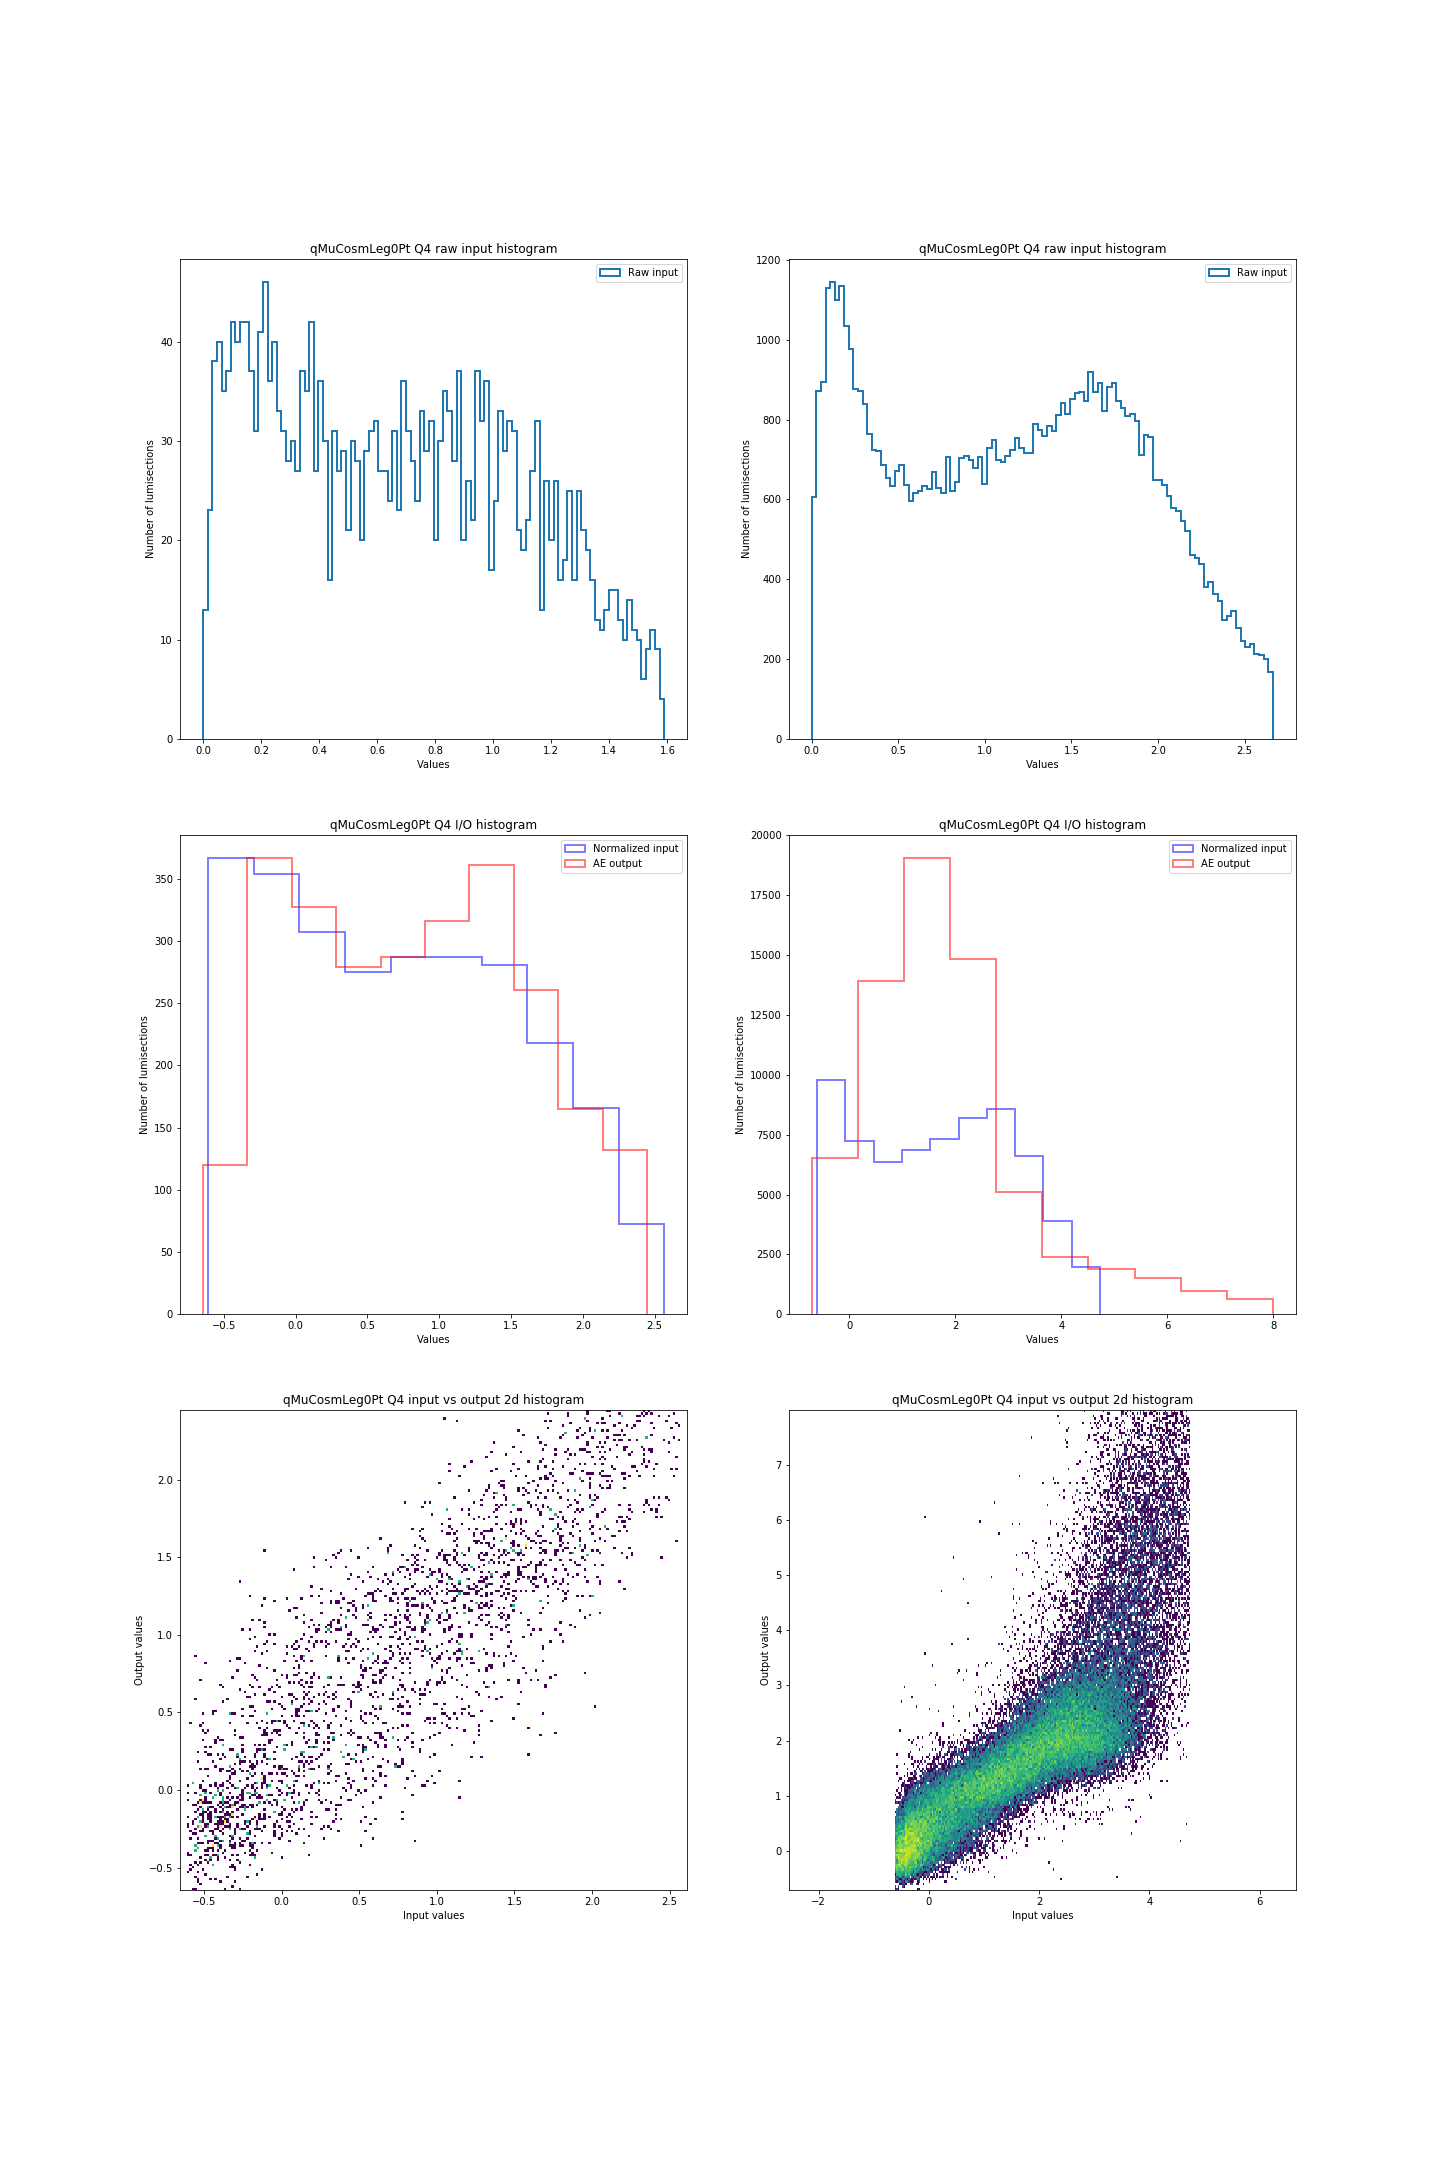 qMuCosmLeg0Pt Q4 raw input histogram
Raw input
Number of lumisections
0
10
20
30
40
0.0 0.2 0.4 0.6 0.8 1.0 1.2 1.4 1.6
Values
qMuCosmLeg0Pt Q4 raw input histogram
Raw input
Number of lumisections
0
200
400
600
800
1000
1200
0.0 0.5 1.0 1.5 2.0 2.5
Values
qMuCosmLeg0Pt Q4 I/O histogram
Normalized input
AE output
Number of lumisections
0
50
100
150
200
250
300
350
−0.5 0.0 0.5 1.0 1.5 2.0 2.5
Values
qMuCosmLeg0Pt Q4 I/O histogram
Normalized input
AE output
Number of lumisections
0
2500
5000
7500
10000
12500
15000
17500
20000
0 2 4 6 8
Values
qMuCosmLeg0Pt Q4 input vs output 2d histogram
Output values
−0.5
0.0
0.5
1.0
1.5
2.0
−0.5 0.0 0.5 1.0 1.5 2.0 2.5
Input values
qMuCosmLeg0Pt Q4 input vs output 2d histogram
Output values
0
1
2
3
4
5
6
7
−2 0 2 4 6
Input values